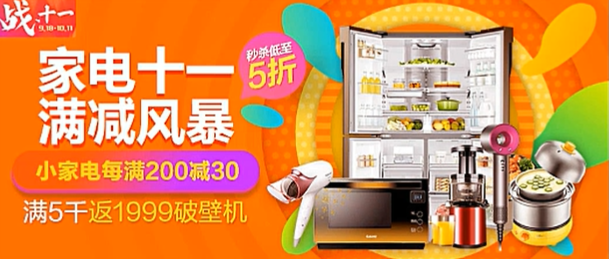 战十一
9.18-10.11
家电十一
满减风暴
秒杀低至
5折
小家电每满200减30
满5千返1999破壁机